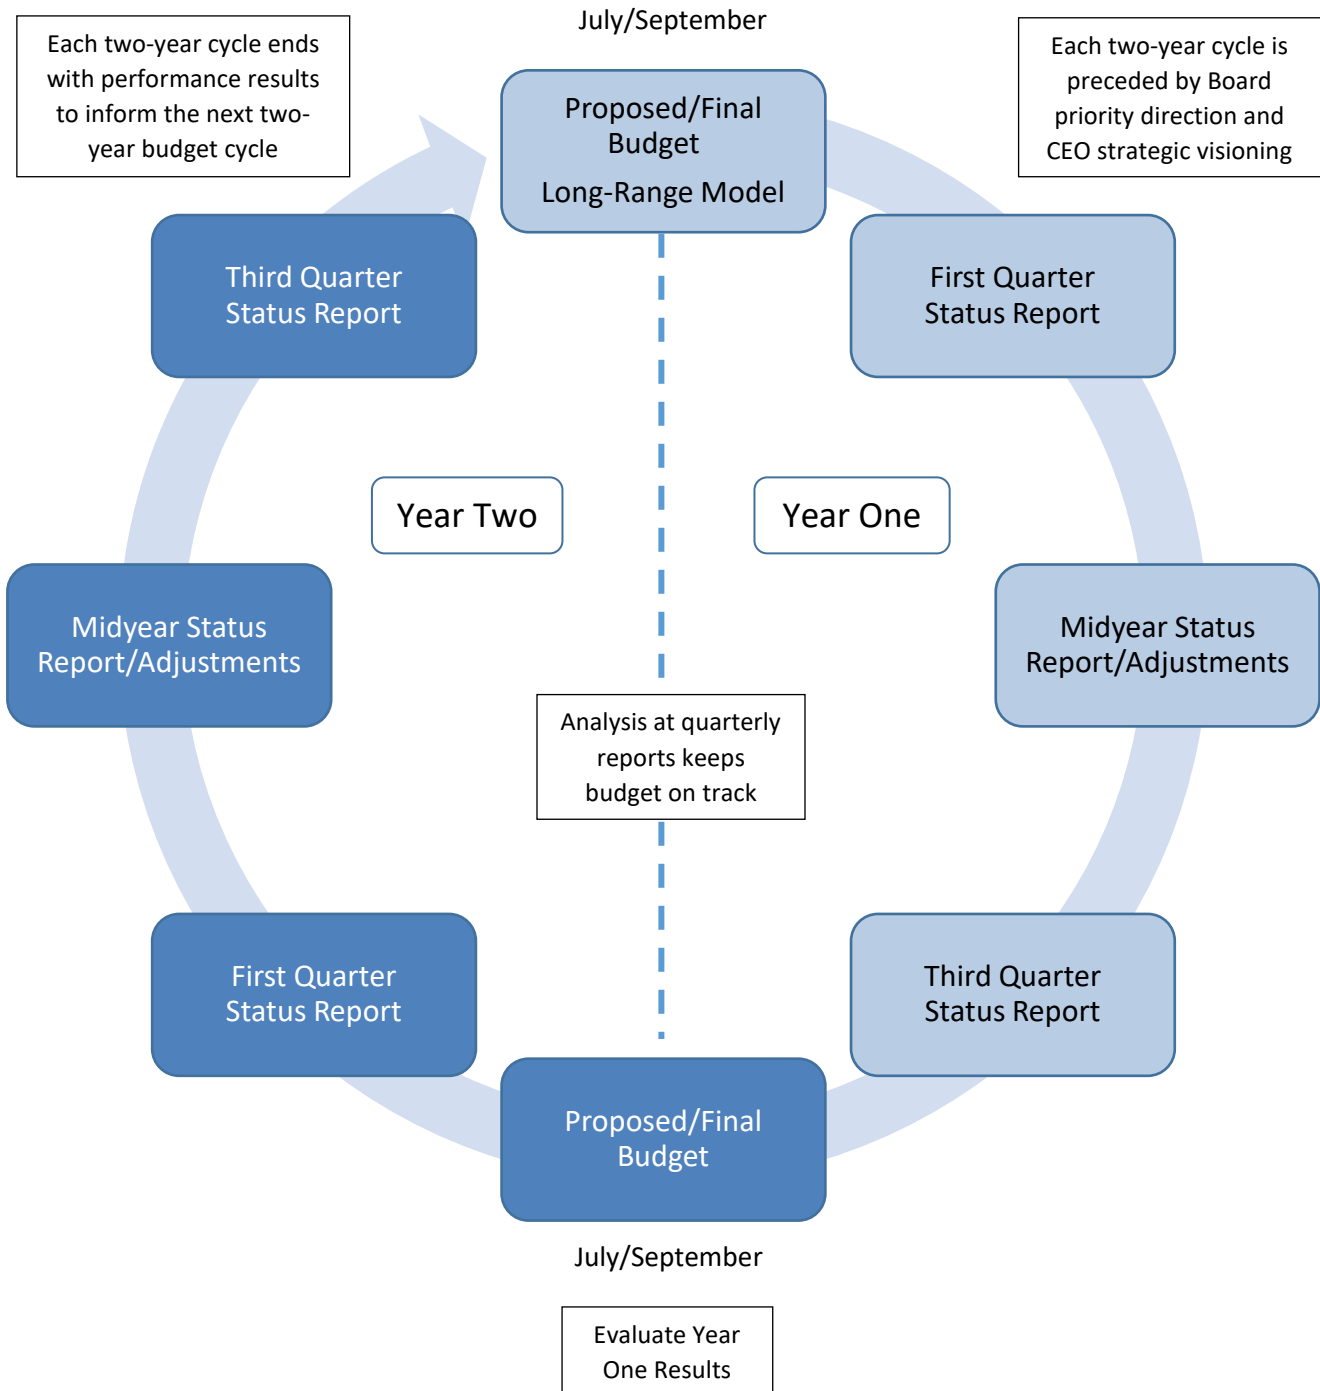 July/September
Each two-year cycle ends
with performance results
to inform the next two-
year budget cycle
Proposed/Final
Budget
Long-Range Model
Each two-year cycle is
preceded by Board
priority direction and
CEO strategic visioning
Third Quarter
Status Report
First Quarter
Status Report
Year Two
Year One
Midyear Status
Report/Adjustments
Midyear Status
Report/Adjustments
Analysis at quarterly
reports keeps
budget on track
First Quarter
Status Report
Third Quarter
Status Report
Proposed/Final
Budget
July/September
Evaluate Year
One Results